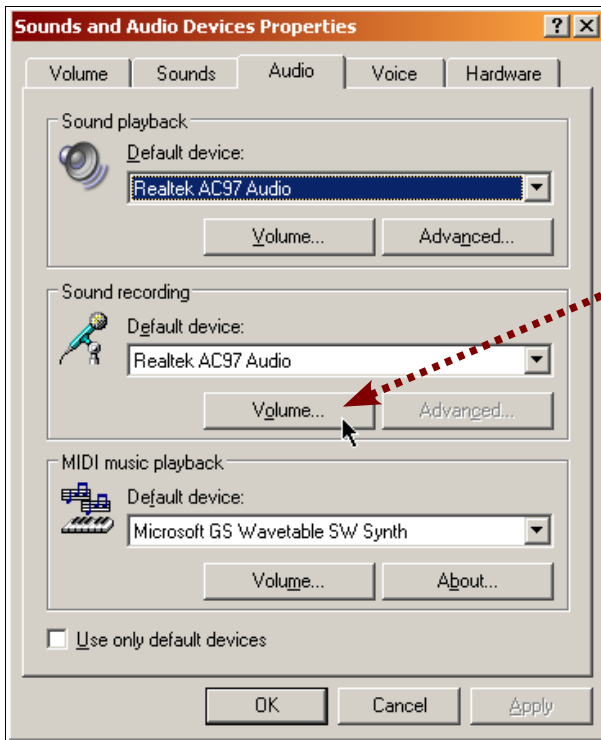 Sounds and Audio Devices Properties
Volume Sounds Audio Voice Hardware
Sound playback
Default device:
Realtek AC97 Audio
Volume... Advanced...
Sound recording
Default device:
Realtek AC97 Audio
Volume... Advanced...
MIDI music playback
Default device:
Microsoft GS Wavetable SW Synth
Volume... About...
Use only default devices
OK Cancel Apply